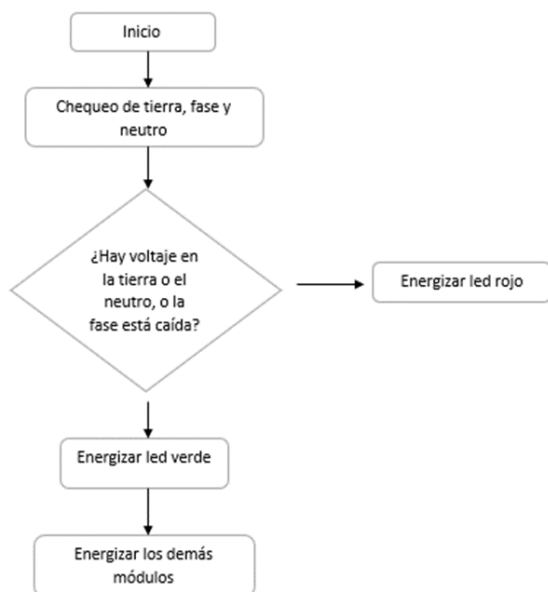 Inicio
Chequeo de tierra, fase y
neutro
¿Hay voltaje en
la tierra o el
neutro, o la
fase está caída?
Energizar led rojo
Energizar led verde
Energizar los demás
módulos